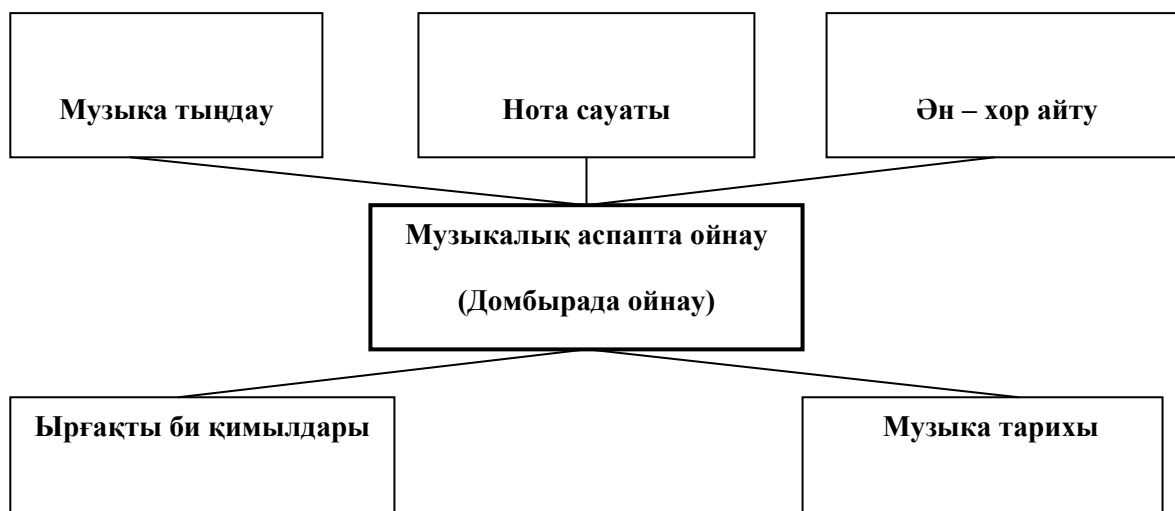 Музыка тыңдау
Нота сауаты
Ән – хор айту
Музыкалық аспапта ойнау
(Домбырада ойнау)
Ырғақты би қимылдары
Музыка тарихы